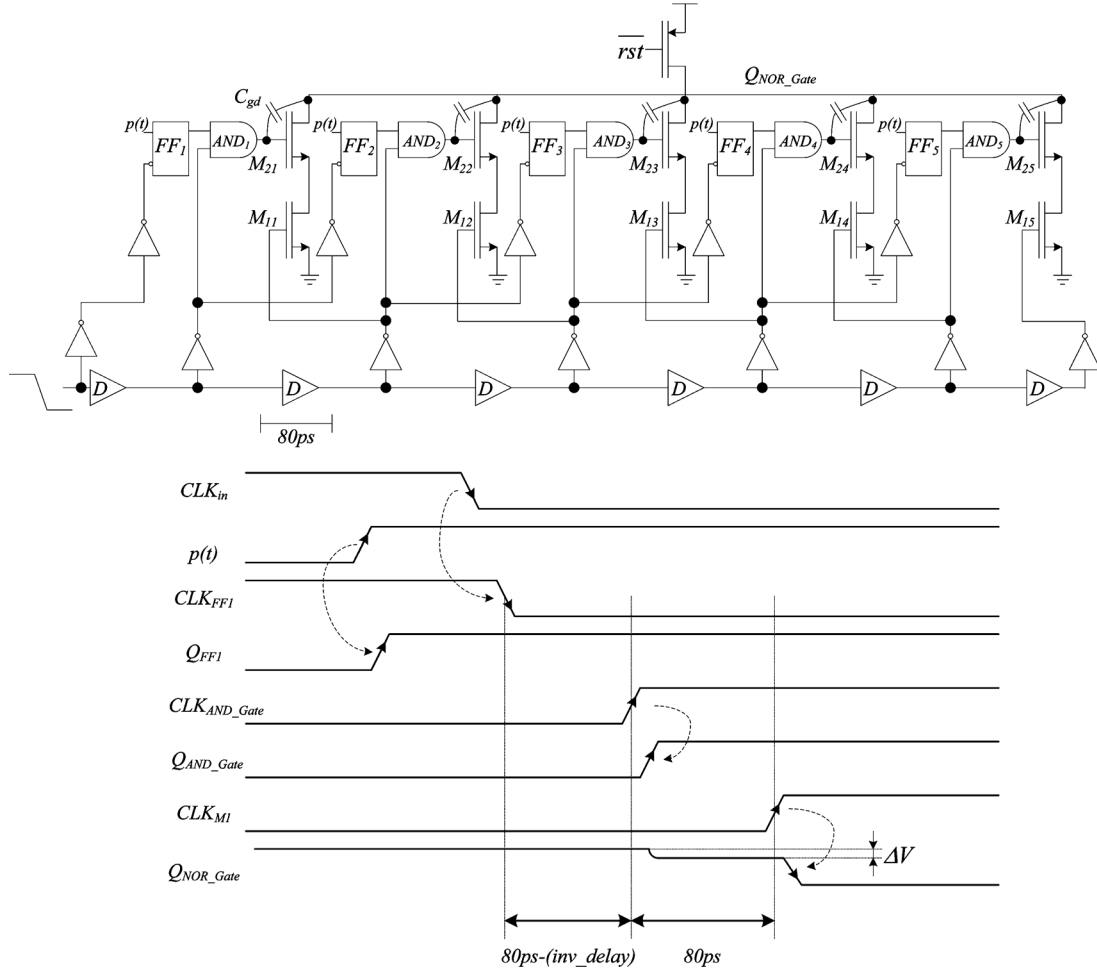 rst
Q_NOR_Gate
C_gd
p(t) FF_1 AND_1 M_21 p(t) FF_2 AND_2 M_22 p(t) FF_3 AND_3 M_23 p(t) FF_4 AND_4 M_24 p(t) FF_5 AND_5 M_25
M_11 M_12 M_13 M_14 M_15
D D D D D D
80ps
CLK_in
p(t)
CLK_FF1
Q_FF1
CLK_AND_Gate
Q_AND_Gate
CLK_M1
Q_NOR_Gate ΔV
80ps-(inv_delay) 80ps